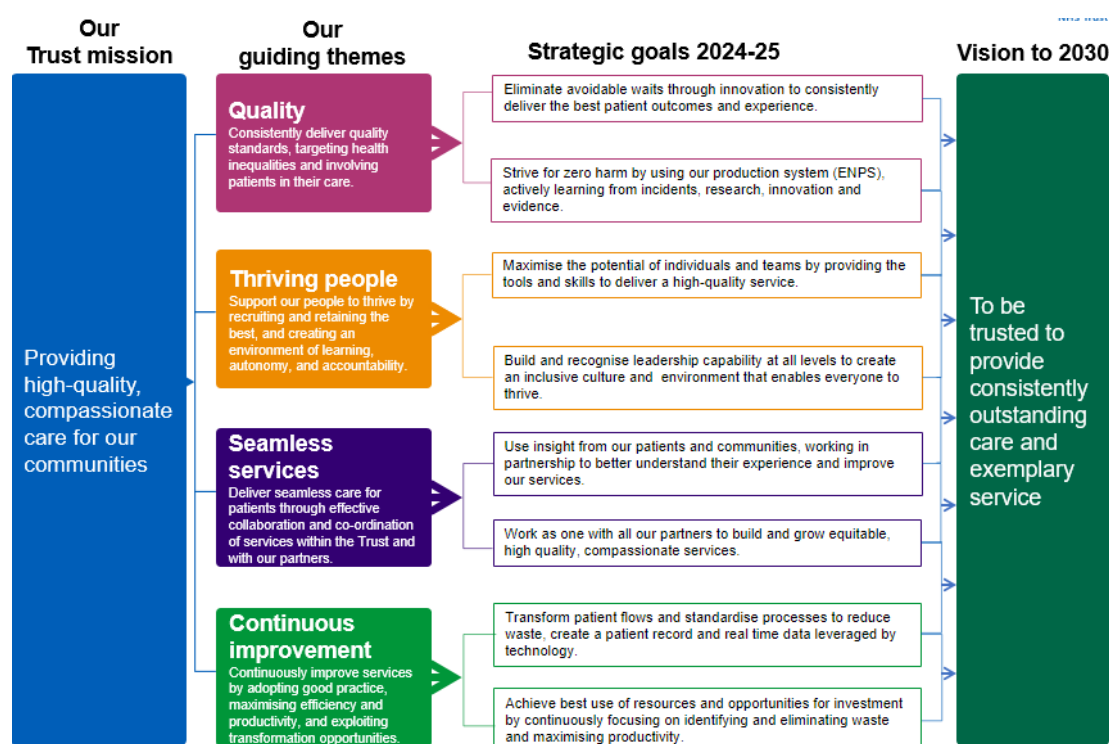 Our
Trust mission
Our
guiding themes
Strategic goals 2024-25
Vision to 2030
Providing
high-quality,
compassionate
care for our
communities
Quality
Consistently deliver quality
standards, targeting health
inequalities and involving
patients in their care.
Eliminate avoidable waits through innovation to consistently
deliver the best patient outcomes and experience.
Strive for zero harm by using our production system (ENPS),
actively learning from incidents, research, innovation and
evidence.
Thriving people
Support our people to thrive by
recruiting and retaining the
best, and creating an
environment of learning,
autonomy, and accountability.
Maximise the potential of individuals and teams by providing the
tools and skills to deliver a high-quality service.
Build and recognise leadership capability at all levels to create
an inclusive culture and  environment that enables everyone to
thrive.
Seamless
services
Deliver seamless care for
patients through effective
collaboration and co-ordination
of services within the Trust and
with our partners.
Use insight from our patients and communities, working in
partnership to better understand their experience and improve
our services.
Work as one with all our partners to build and grow equitable,
high quality, compassionate services.
Continuous
improvement
Continuously improve services
by adopting good practice,
maximising efficiency and
productivity, and exploiting
transformation opportunities.
Transform patient flows and standardise processes to reduce
waste, create a patient record and real time data leveraged by
technology.
Achieve best use of resources and opportunities for investment
by continuously focusing on identifying and eliminating waste
and maximising productivity.
To be
trusted to
provide
consistently
outstanding
care and
exemplary
service